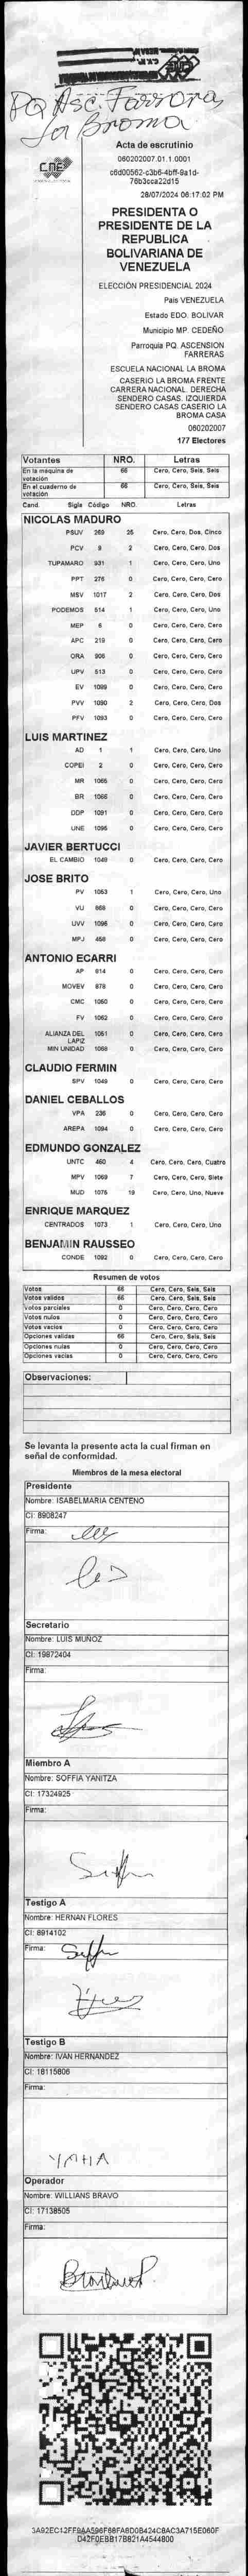 PQ Asc. Farrera,
La Broma
CNE
Acta de escrutinio
060202007.01.1.0001
c6d00562-c3b6-4bff-9a1d-
76b3cca22d15
28/07/2024 06:17:02 PM
PRESIDENTA O
PRESIDENTE DE LA
REPUBLICA
BOLIVARIANA DE
VENEZUELA
ELECCIÓN PRESIDENCIAL 2024
Pais VENEZUELA
Estado EDO. BOLIVAR
Municipio MP. CEDEÑO
Parroquia PQ. ASCENSION
FARRERAS
ESCUELA NACIONAL LA BROMA
CASERIO LA BROMA FRENTE
CARRERA NACIONAL. DERECHA
SENDERO CASAS. IZQUIERDA
SENDERO CASAS CASERIO LA
BROMA CASA
060202007
177 Electores
Votantes NRO. Letras
En la máquina de votación 66 Cero, Cero, Seis, Seis
En el cuaderno de votación 66 Cero, Cero, Seis, Seis
Cand. Sigla Código NRO. Letras
NICOLAS MADURO
PSUV 269 25 Cero, Cero, Dos, Cinco
PCV 9 2 Cero, Cero, Cero, Dos
TUPAMARO 931 1 Cero, Cero, Cero, Uno
PPT 276 0 Cero, Cero, Cero, Cero
MSV 1017 2 Cero, Cero, Cero, Dos
PODEMOS 514 1 Cero, Cero, Cero, Uno
MEP 6 0 Cero, Cero, Cero, Cero
APC 219 0 Cero, Cero, Cero, Cero
ORA 906 0 Cero, Cero, Cero, Cero
UPV 513 0 Cero, Cero, Cero, Cero
EV 1089 0 Cero, Cero, Cero, Cero
PVV 1090 2 Cero, Cero, Cero, Dos
PFV 1093 0 Cero, Cero, Cero, Cero
LUIS MARTINEZ
AD 1 1 Cero, Cero, Cero, Uno
COPEI 2 0 Cero, Cero, Cero, Cero
MR 1065 0 Cero, Cero, Cero, Cero
BR 1066 0 Cero, Cero, Cero, Cero
DDP 1091 0 Cero, Cero, Cero, Cero
UNE 1095 0 Cero, Cero, Cero, Cero
JAVIER BERTUCCI
EL CAMBIO 1048 0 Cero, Cero, Cero, Cero
JOSE BRITO
PV 1053 1 Cero, Cero, Cero, Uno
VU 668 0 Cero, Cero, Cero, Cero
UVV 1096 0 Cero, Cero, Cero, Cero
MPJ 456 0 Cero, Cero, Cero, Cero
ANTONIO ECARRI
AP 614 0 Cero, Cero, Cero, Cero
MOVEV 878 0 Cero, Cero, Cero, Cero
CMC 1050 0 Cero, Cero, Cero, Cero
FV 1062 0 Cero, Cero, Cero, Cero
ALIANZA DEL LAPIZ 1051 0 Cero, Cero, Cero, Cero
MIN UNIDAD 1068 0 Cero, Cero, Cero, Cero
CLAUDIO FERMIN
SPV 1049 0 Cero, Cero, Cero, Cero
DANIEL CEBALLOS
VPA 236 0 Cero, Cero, Cero, Cero
AREPA 1094 0 Cero, Cero, Cero, Cero
EDMUNDO GONZALEZ
UNTC 460 4 Cero, Cero, Cero, Cuatro
MPV 1069 7 Cero, Cero, Cero, Siete
MUD 1075 19 Cero, Cero, Uno, Nueve
ENRIQUE MARQUEZ
CENTRADOS 1073 1 Cero, Cero, Cero, Uno
BENJAMIN RAUSSEO
CONDE 1092 0 Cero, Cero, Cero, Cero
Resumen de votos
Votos 66 Cero, Cero, Seis, Seis
Votos validos 66 Cero, Cero, Seis, Seis
Votos parciales 0 Cero, Cero, Cero, Cero
Votos nulos 0 Cero, Cero, Cero, Cero
Votos vacios 0 Cero, Cero, Cero, Cero
Opciones validas 66 Cero, Cero, Seis, Seis
Opciones nulas 0 Cero, Cero, Cero, Cero
Opciones vacias 0 Cero, Cero, Cero, Cero
Observaciones:
Se levanta la presente acta la cual firman en
señal de conformidad.
Miembros de la mesa electoral
Presidente
Nombre: ISABELMARIA CENTENO
CI: 8908247
Firma:
Secretario
Nombre: LUIS MUÑOZ
CI: 19872404
Firma:
Miembro A
Nombre: SOFFIA YANITZA
CI: 17324925
Firma:
Testigo A
Nombre: HERNAN FLORES
CI: 8914102
Firma:
Testigo B
Nombre: IVAN HERNANDEZ
CI: 18115806
Firma:
Operador
Nombre: WILLIANS BRAVO
CI: 17138505
Firma:
3A92EC12FF96A596F68FA6D0B424C8AC3A715E060F
D42F0EBB17B821A4544800